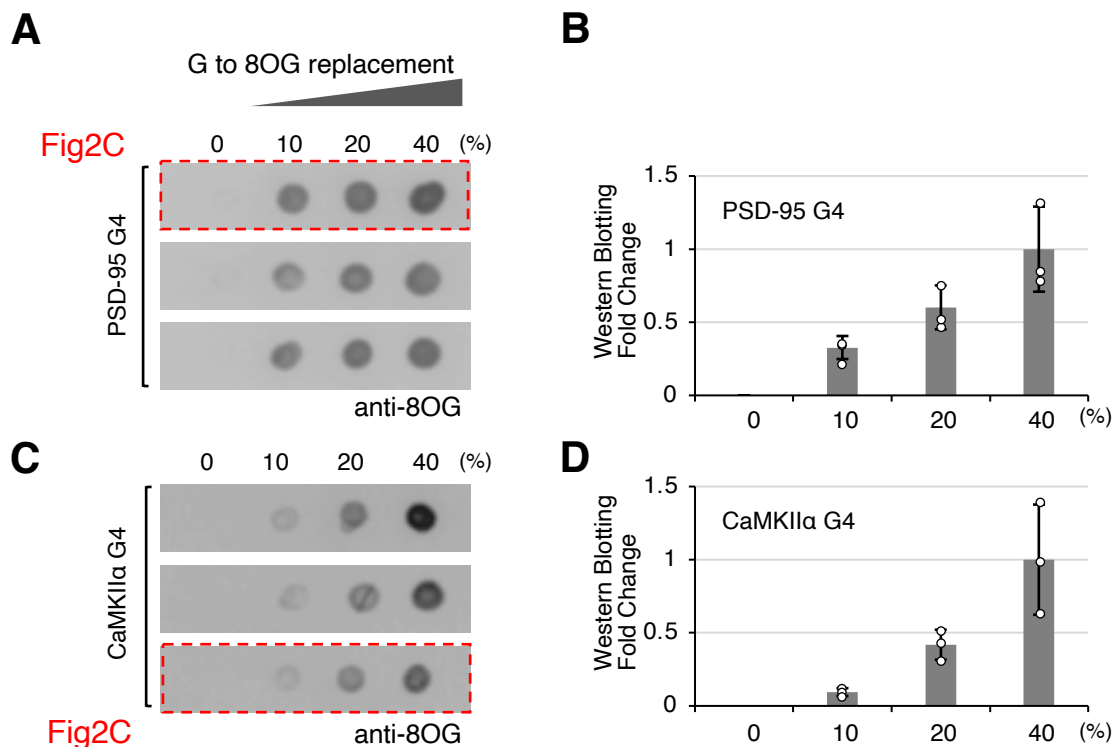 A
G to 8OG replacement
Fig2C
0 10 20 40 (%)
PSD-95 G4
anti-8OG
B
Western Blotting
Fold Change
1.5
1
0.5
0
PSD-95 G4
0 10 20 40 (%)
C
0 10 20 40 (%)
CaMKIIα G4
Fig2C
anti-8OG
D
Western Blotting
Fold Change
1.5
1
0.5
0
CaMKIIα G4
0 10 20 40 (%)